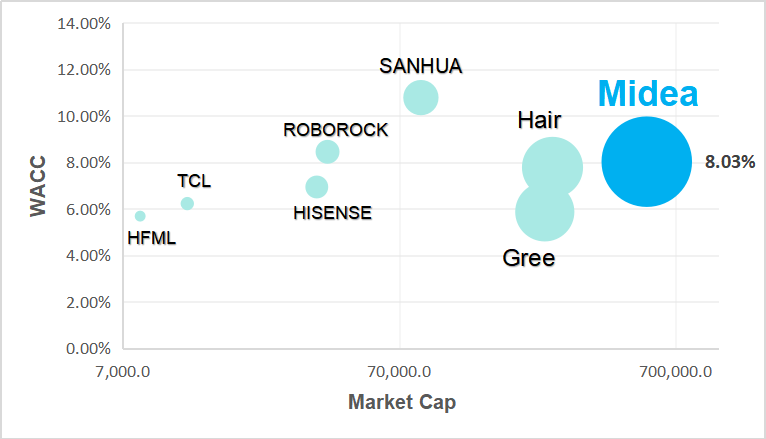 14.00%
12.00%
10.00%
8.00%
6.00%
4.00%
2.00%
0.00%
WACC
SANHUA
Midea
Hair
ROBOROCK
8.03%
TCL
HISENSE
HFML
Gree
7,000.0
70,000.0
700,000.0
Market Cap